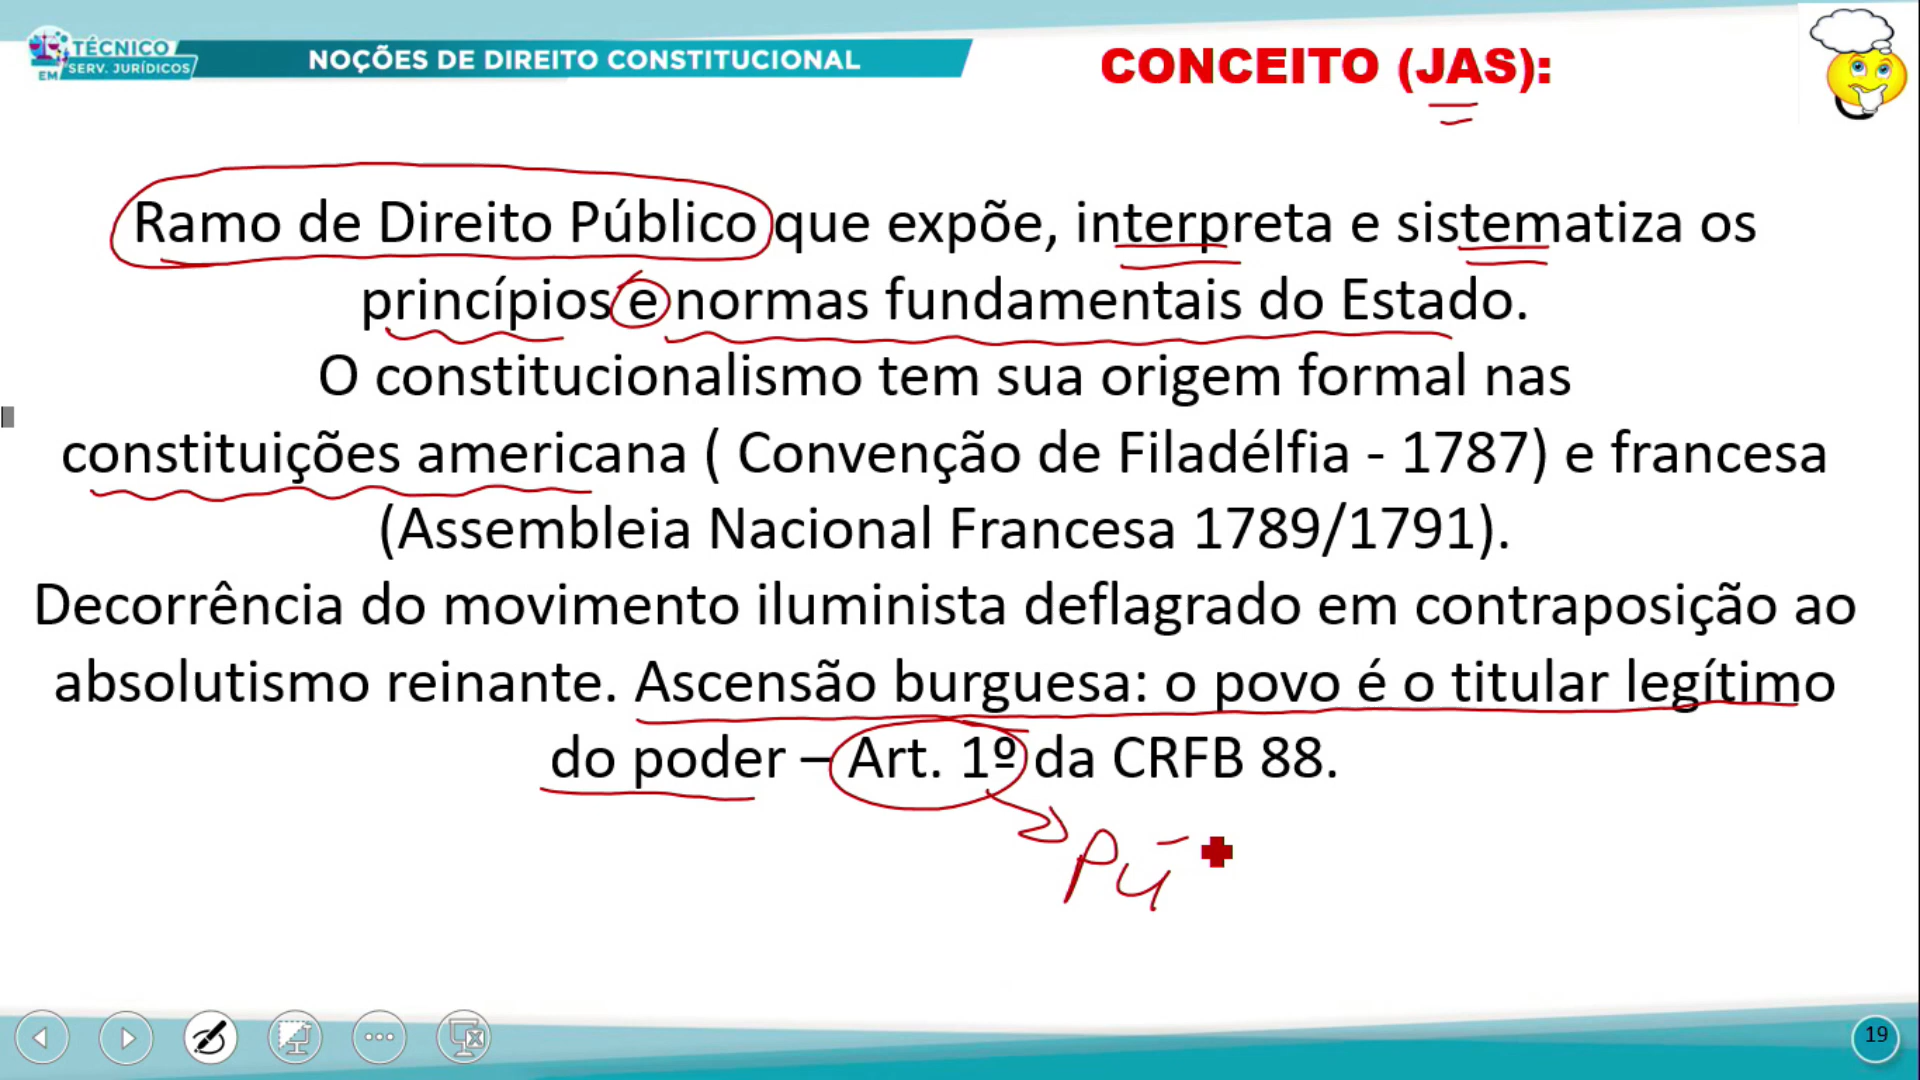 TÉCNICO
EM SERV. JURÍDICOS
NOÇÕES DE DIREITO CONSTITUCIONAL
CONCEITO (JAS):
Ramo de Direito Público que expõe, interpreta e sistematiza os
princípios e normas fundamentais do Estado.
O constitucionalismo tem sua origem formal nas
constituições americana ( Convenção de Filadélfia - 1787) e francesa
(Assembleia Nacional Francesa 1789/1791).
Decorrência do movimento iluminista deflagrado em contraposição ao
absolutismo reinante. Ascensão burguesa: o povo é o titular legítimo
do poder – Art. 1º da CRFB 88.
19